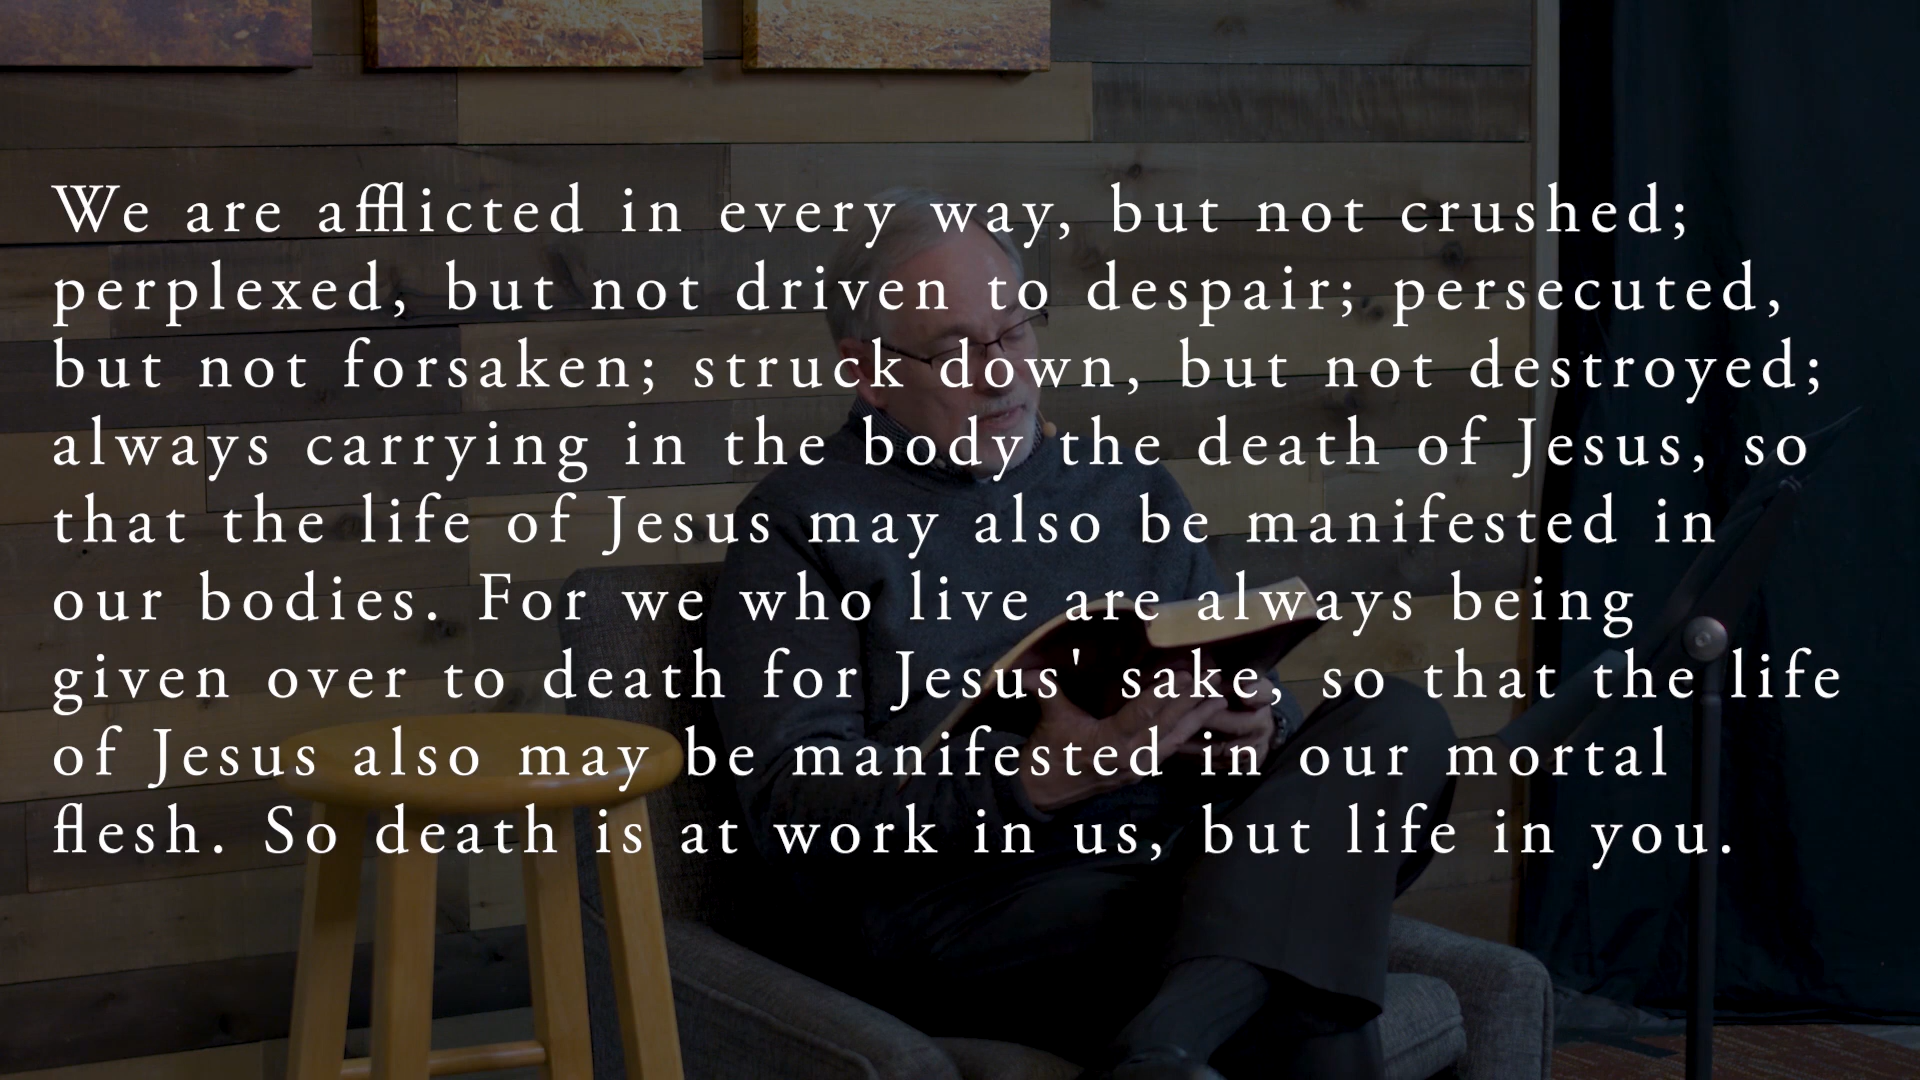 We are afflicted in every way, but not crushed;
perplexed, but not driven to despair; persecuted,
but not forsaken; struck down, but not destroyed;
always carrying in the body the death of Jesus, so
that the life of Jesus may also be manifested in
our bodies. For we who live are always being
given over to death for Jesus' sake, so that the life
of Jesus also may be manifested in our mortal
flesh. So death is at work in us, but life in you.